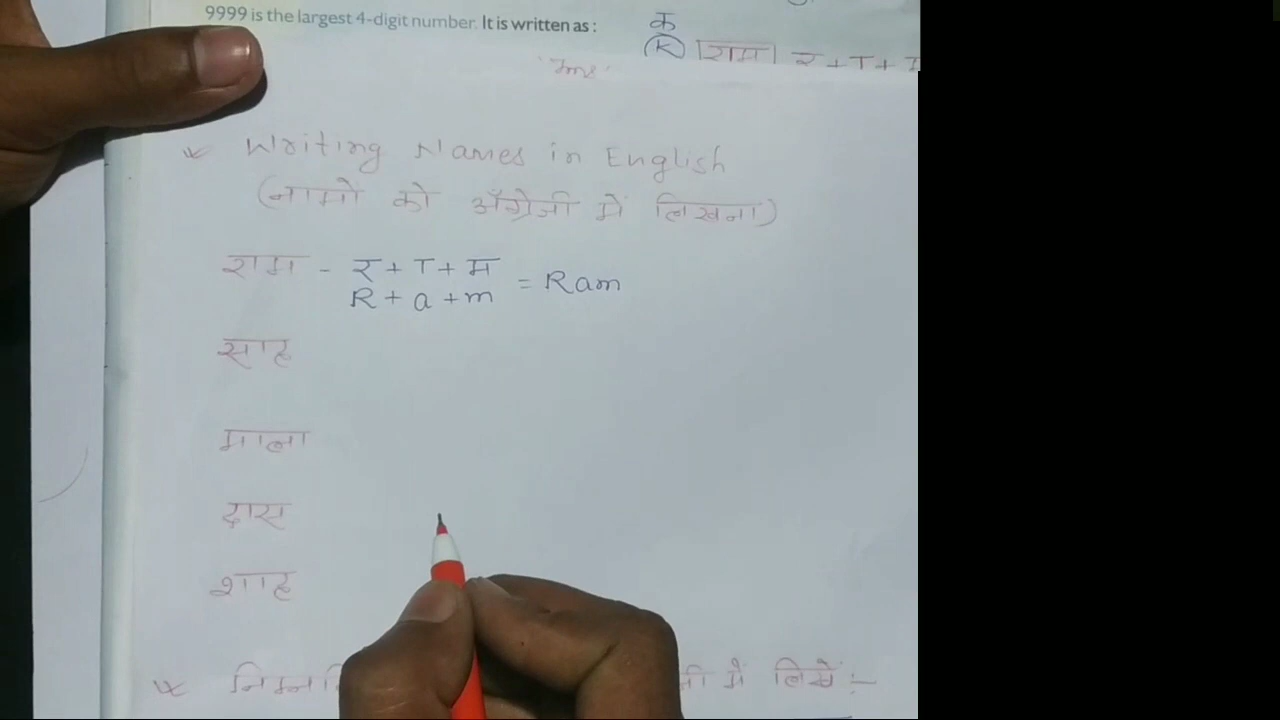 9999 is the largest 4-digit number. It is written as :
क
K राम र + ा + म
Writing Names in English
(नामो को अँग्रेजी में लिखना)
राम - र + ा + म
R + a + m = Ram
साह
माला
दास
शाह
में लिखें :-